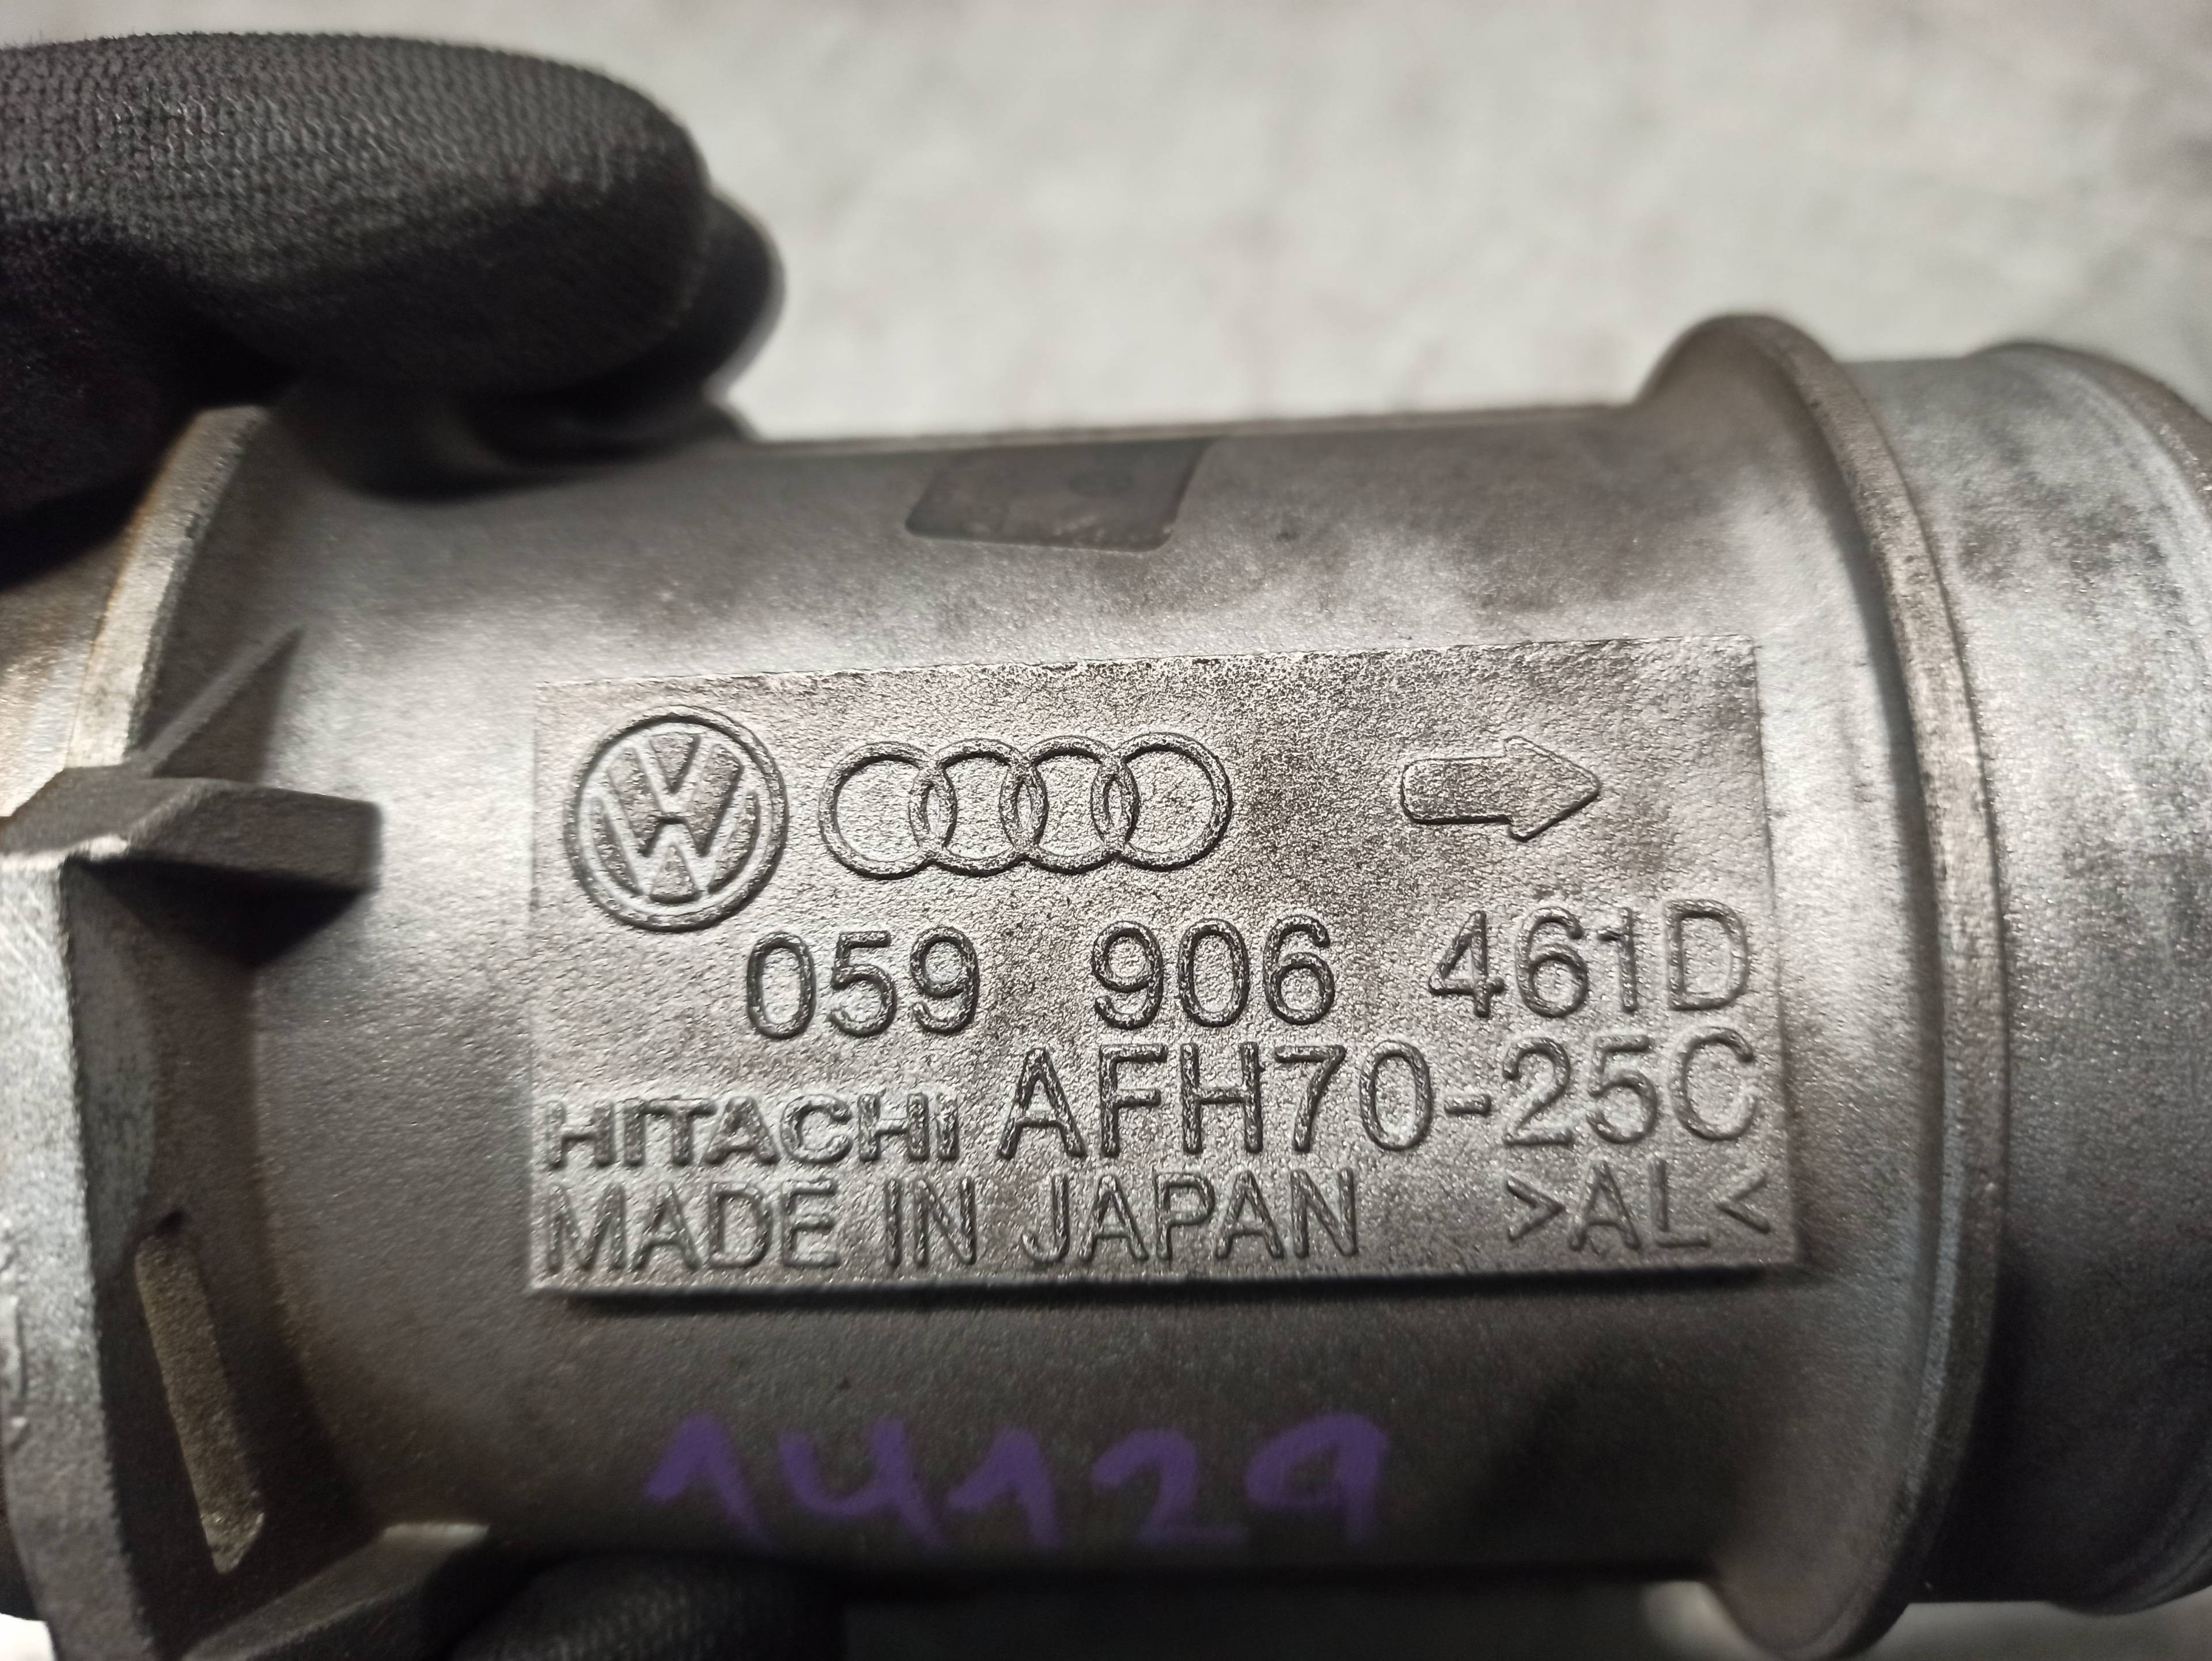 059 906 461D
HITACHI AFH70-25C
MADE IN JAPAN >AL<
14129